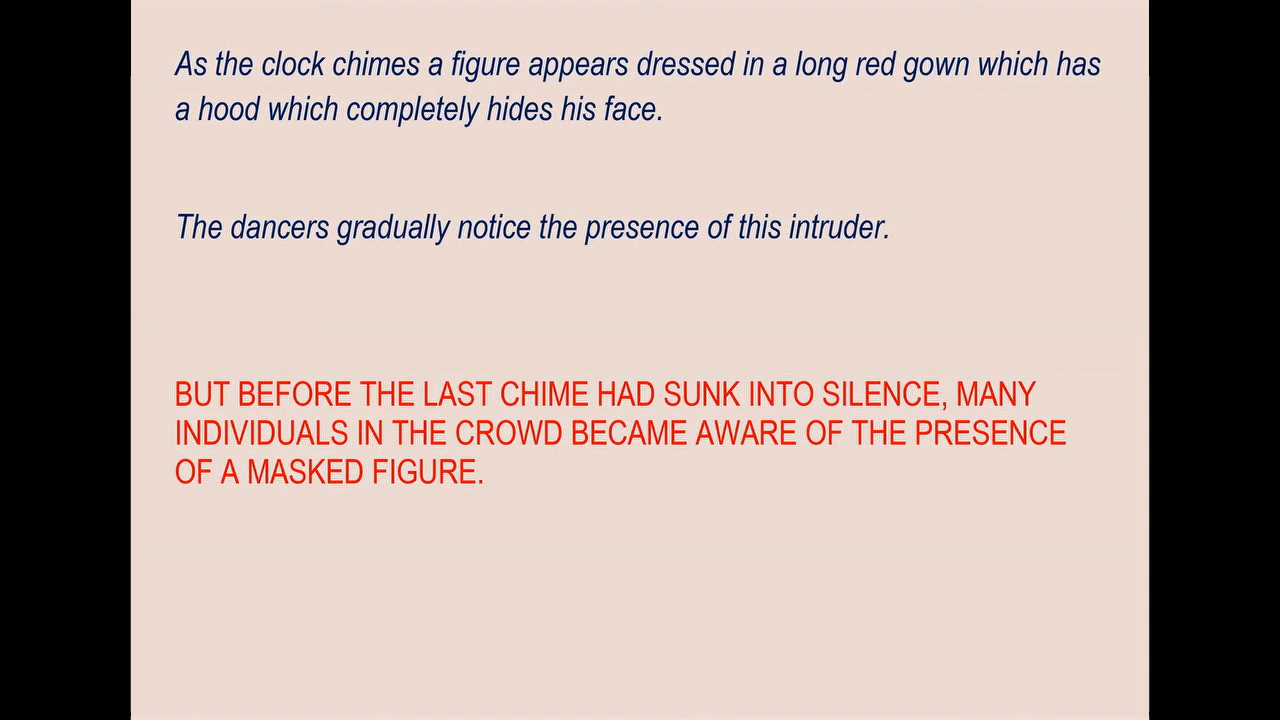 As the clock chimes a figure appears dressed in a long red gown which has
a hood which completely hides his face.
The dancers gradually notice the presence of this intruder.
BUT BEFORE THE LAST CHIME HAD SUNK INTO SILENCE, MANY
INDIVIDUALS IN THE CROWD BECAME AWARE OF THE PRESENCE
OF A MASKED FIGURE.